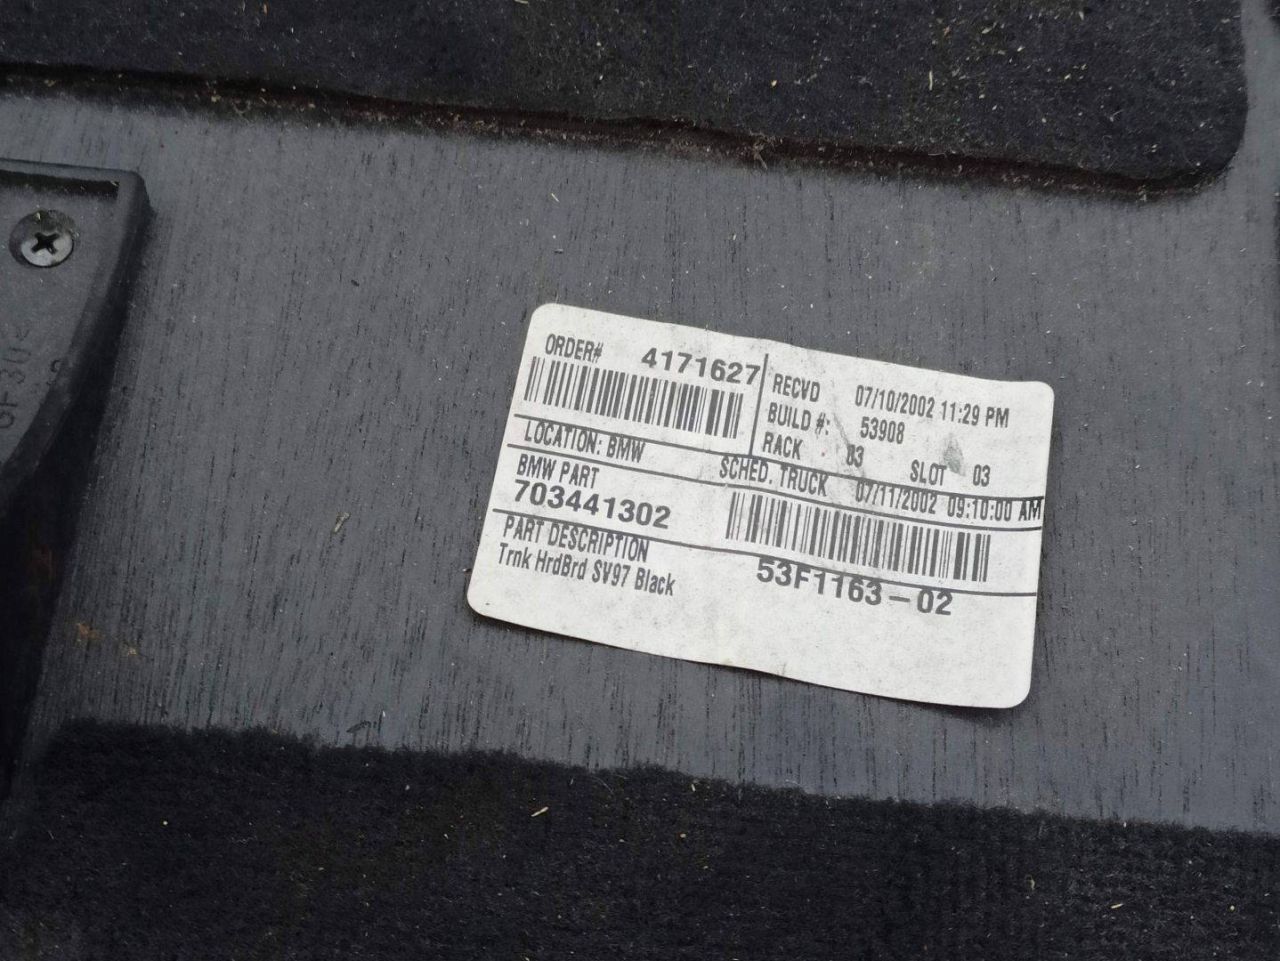 ORDER# 4171627
RECVD 07/10/2002 11:29 PM
BUILD #: 53908
RACK 03 SLOT 03
LOCATION: BMW
SCHED. TRUCK 07/11/2002 09:10:00 AM
BMW PART
703441302
53F1163-02
PART DESCRIPTION
Trnk HrdBrd SV97 Black